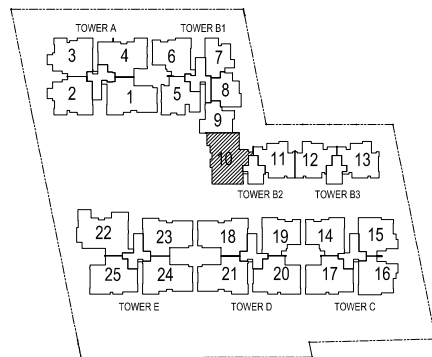 TOWER A TOWER B1
3 4 6 7
2 1 5 8
9
10 11 12 13
TOWER B2 TOWER B3
22 23 18 19 14 15
25 24 21 20 17 16
TOWER E TOWER D TOWER C